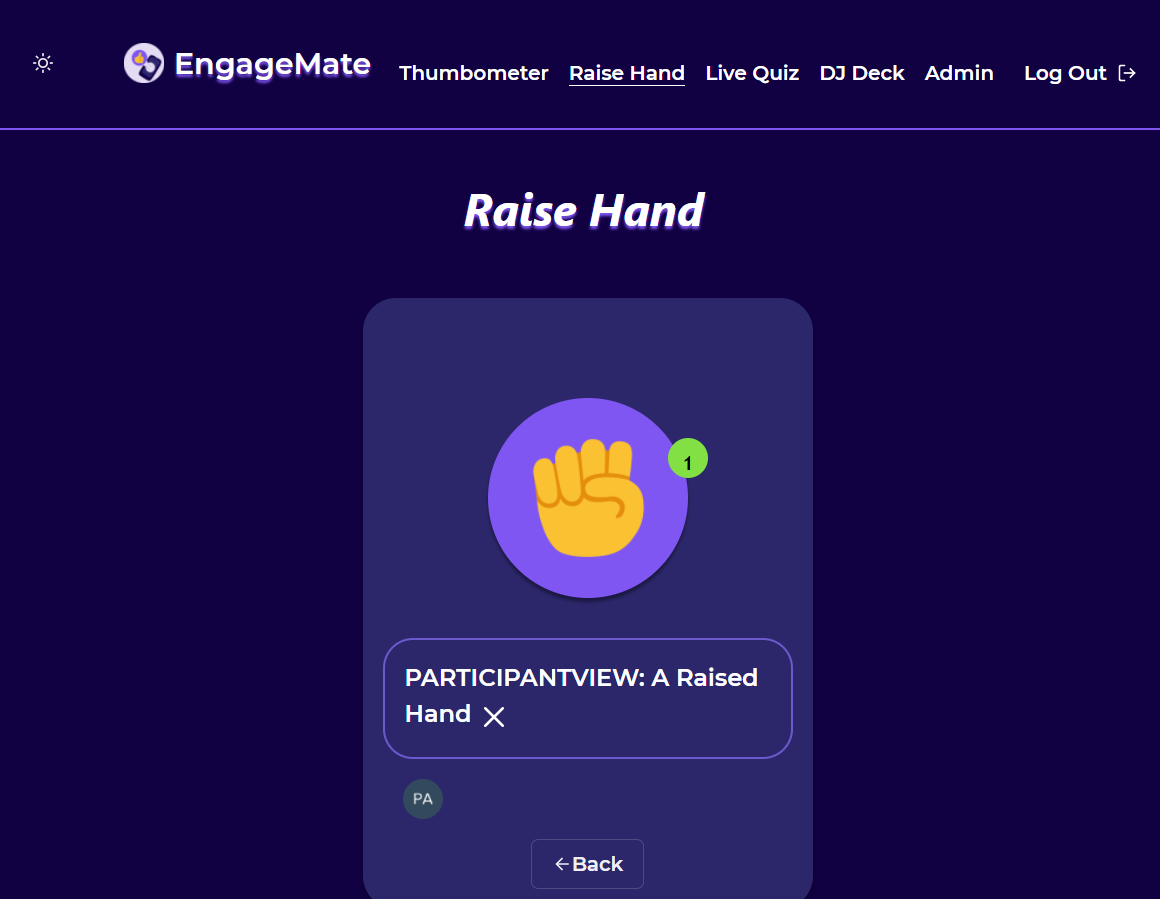 EngageMate
Thumbometer Raise Hand Live Quiz DJ Deck Admin Log Out
Raise Hand
1
PARTICIPANTVIEW: A Raised
Hand
PA
Back